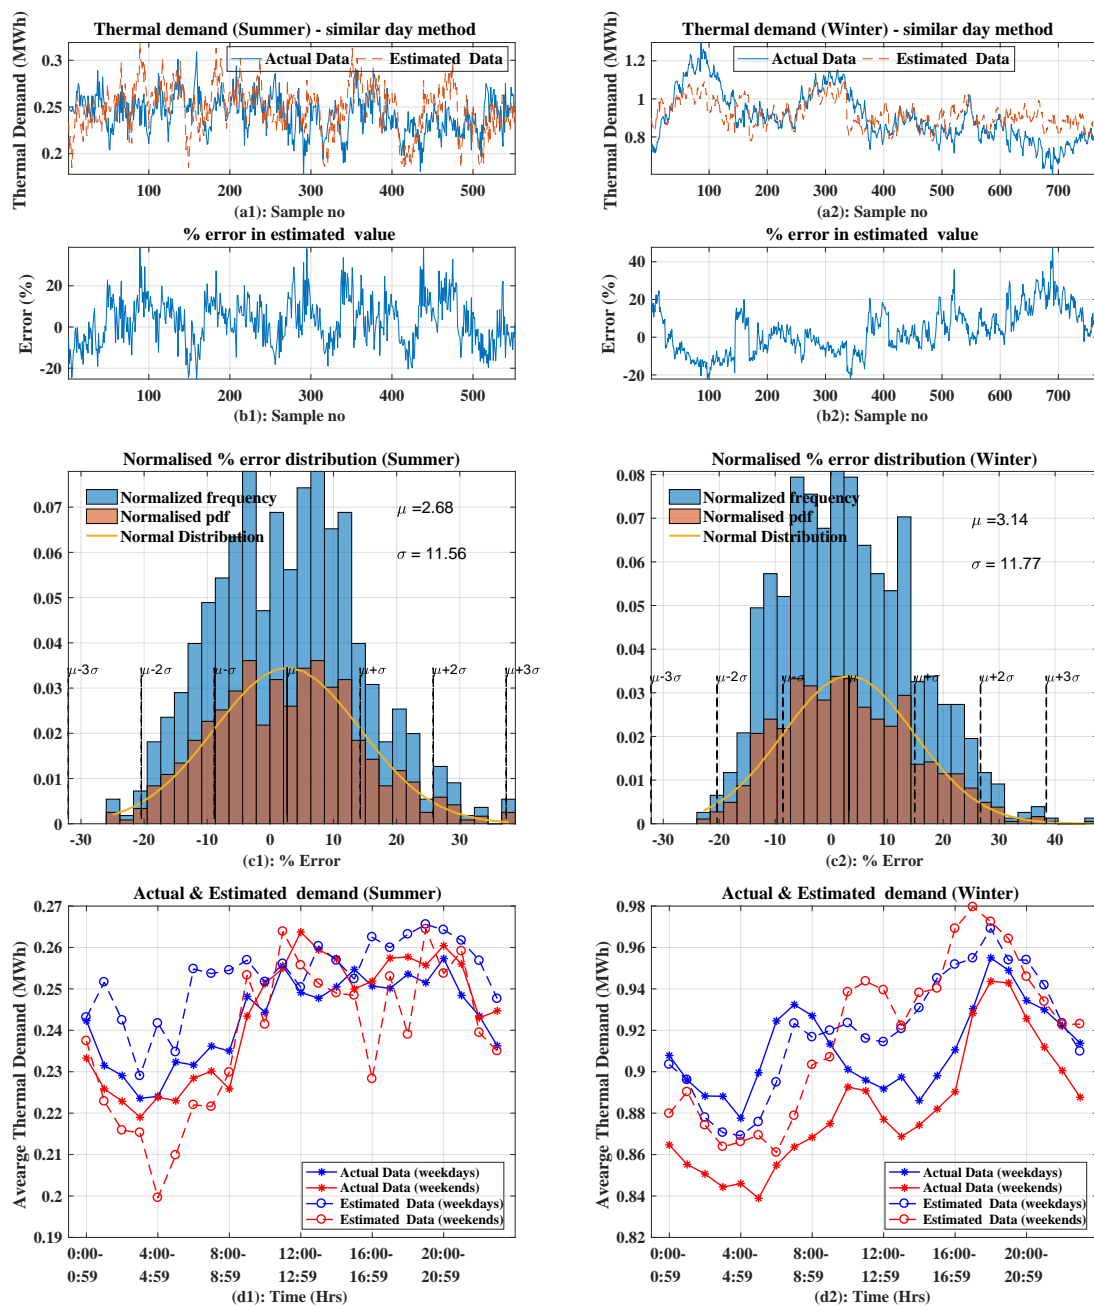 Thermal demand (Summer) - similar day method
Thermal Demand (MWh)
Actual Data
Estimated  Data
0.3
0.25
0.2
100
200
300
400
500
(a1): Sample no
Thermal demand (Winter) - similar day method
Thermal Demand (MWh)
Actual Data
Estimated  Data
1.2
1
0.8
100
200
300
400
500
600
700
(a2): Sample no
% error in estimated  value
Error (%)
20
0
-20
100
200
300
400
500
(b1): Sample no
% error in estimated  value
Error (%)
40
20
0
-20
100
200
300
400
500
600
700
(b2): Sample no
Normalised % error distribution (Summer)
Normalized frequency
Normalised pdf
Normal Distribution
μ =2.68
σ = 11.56
0.07
0.06
0.05
0.04
0.03
0.02
0.01
0
μ-3σ
μ-2σ
μ-σ
μ
μ+σ
μ+2σ
μ+3σ
-30
-20
-10
0
10
20
30
(c1): % Error
Normalised % error distribution (Winter)
Normalized frequency
Normalised pdf
Normal Distribution
μ =3.14
σ = 11.77
0.08
0.07
0.06
0.05
0.04
0.03
0.02
0.01
0
μ-3σ
μ-2σ
μ-σ
μ
μ+σ
μ+2σ
μ+3σ
-30
-20
-10
0
10
20
30
40
(c2): % Error
Actual & Estimated  demand (Summer)
Avearge Thermal Demand (MWh)
0.27
0.26
0.25
0.24
0.23
0.22
0.21
0.2
0.19
Actual Data (weekdays)
Actual Data (weekends)
Estimated  Data (weekdays)
Estimated  Data (weekends)
0:00-
4:00-
8:00-
12:00-
16:00-
20:00-
0:59
4:59
8:59
12:59
16:59
20:59
(d1): Time (Hrs)
Actual & Estimated  demand (Winter)
Avearge Thermal Demand (MWh)
0.98
0.96
0.94
0.92
0.9
0.88
0.86
0.84
0.82
Actual Data (weekdays)
Actual Data (weekends)
Estimated  Data (weekdays)
Estimated  Data (weekends)
0:00-
4:00-
8:00-
12:00-
16:00-
20:00-
0:59
4:59
8:59
12:59
16:59
20:59
(d2): Time (Hrs)